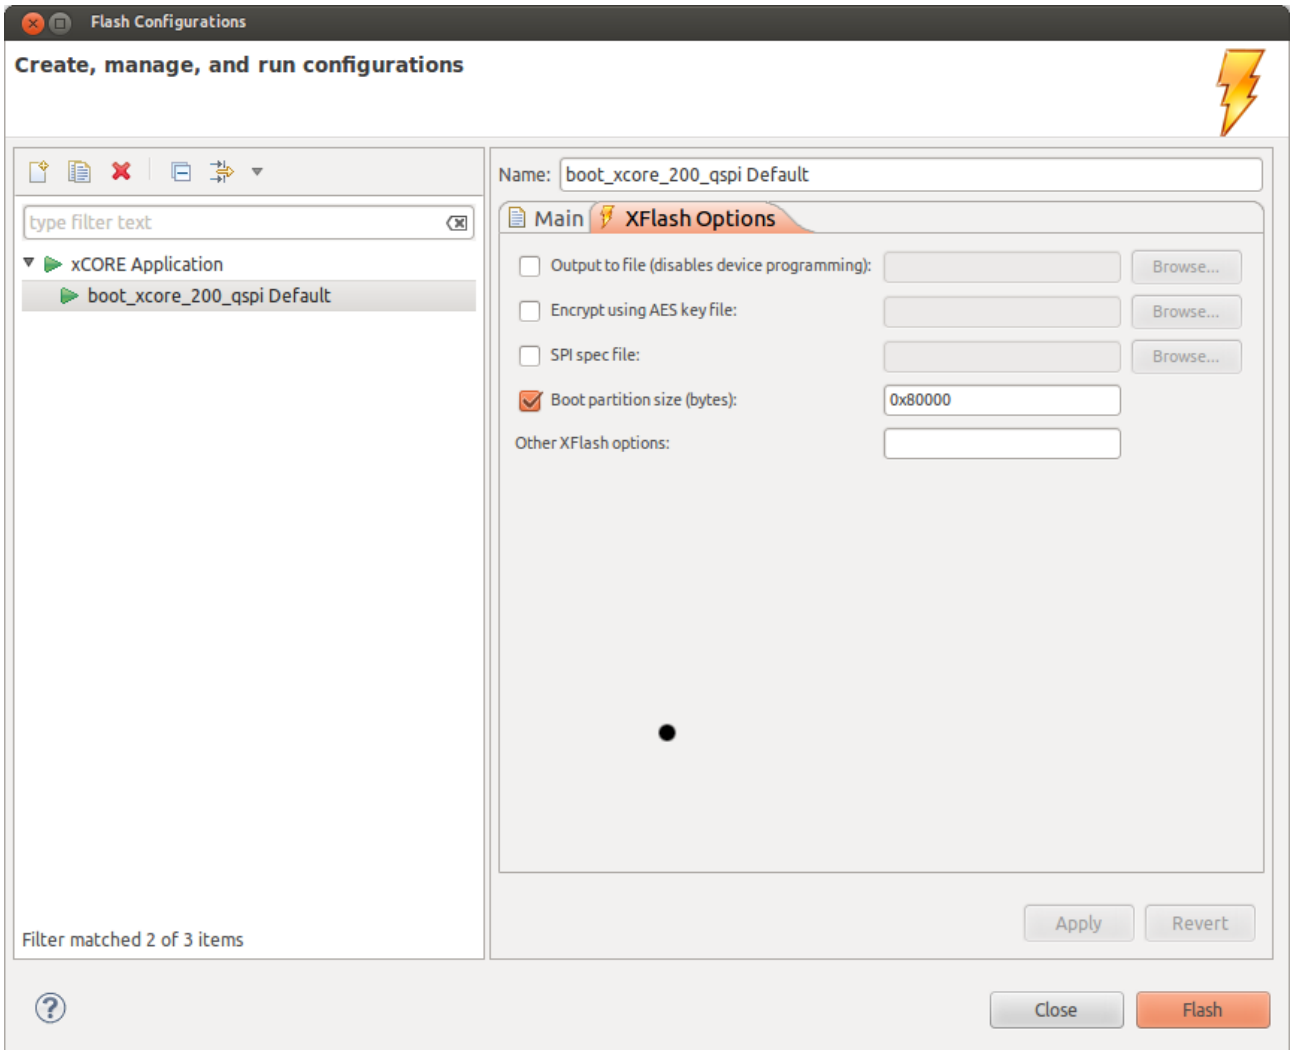 Flash Configurations
Create, manage, and run configurations
type filter text
xCORE Application
boot_xcore_200_qspi Default
Filter matched 2 of 3 items
Name: boot_xcore_200_qspi Default
Main XFlash Options
Output to file (disables device programming): Browse...
Encrypt using AES key file: Browse...
SPI spec file: Browse...
Boot partition size (bytes): 0x80000
Other XFlash options:
Apply Revert
? Close Flash